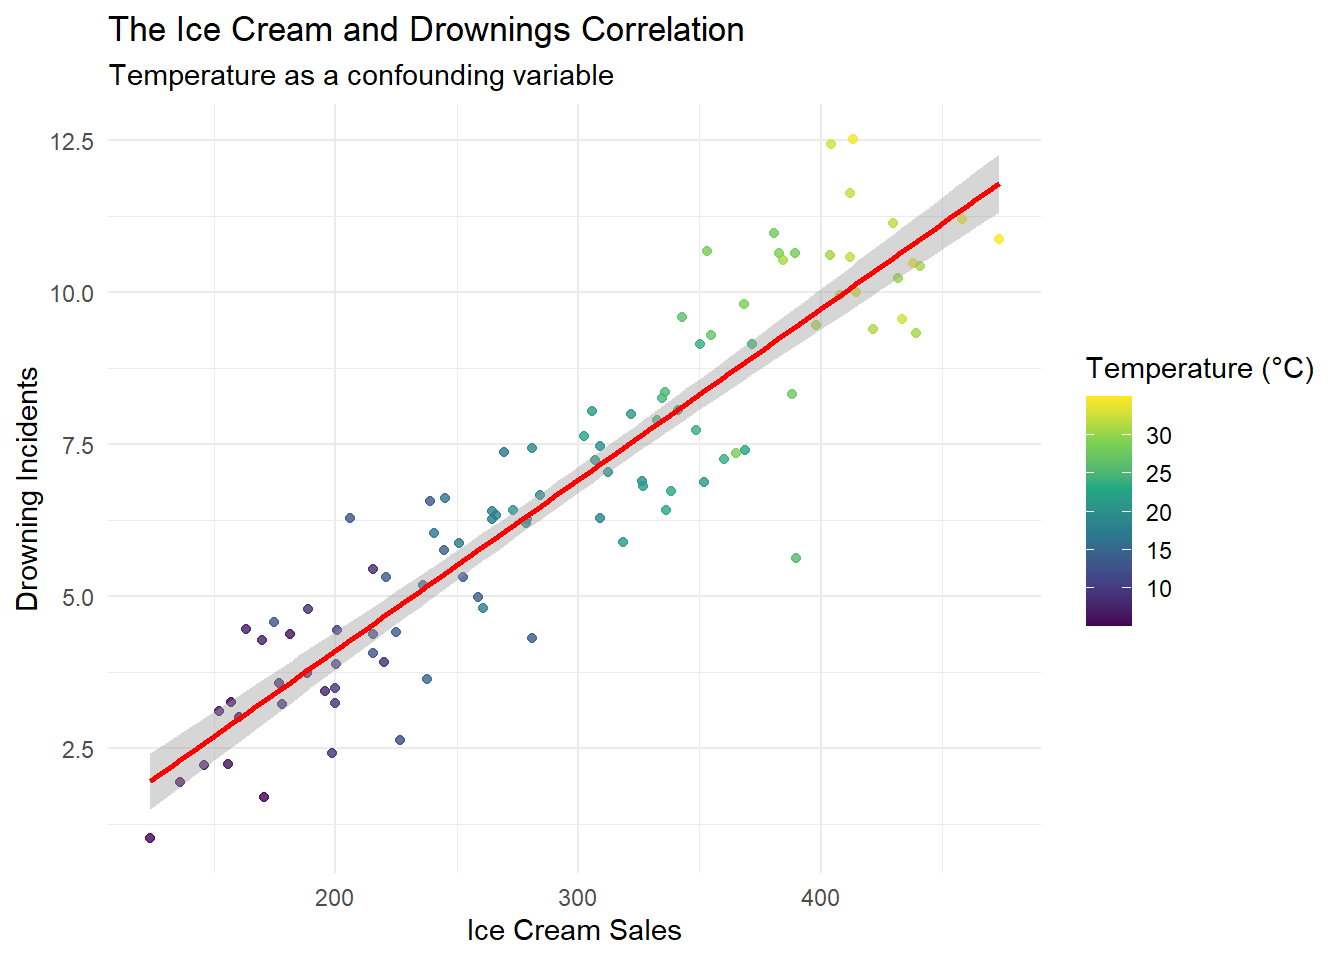 The Ice Cream and Drownings Correlation
Temperature as a confounding variable
12.5
10.0
7.5
5.0
2.5
Drowning Incidents
200 300 400
Ice Cream Sales
Temperature (°C)
30
25
20
15
10